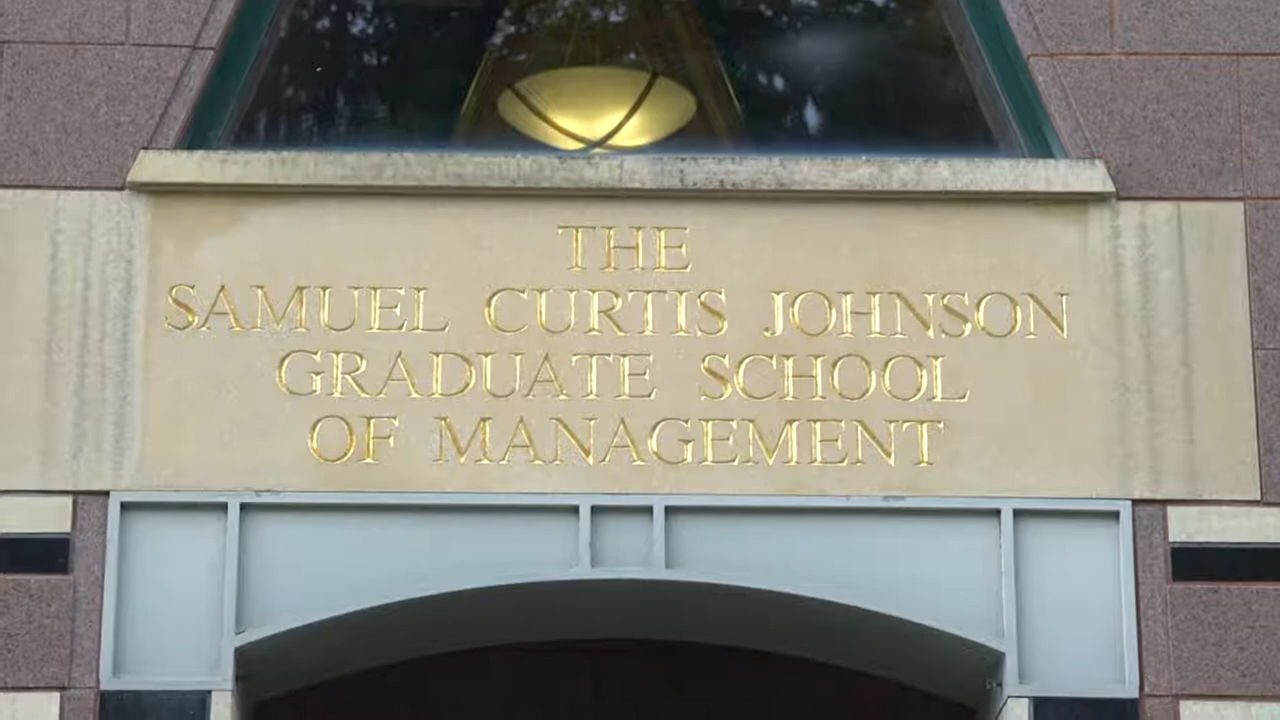 THE
SAMUEL CURTIS JOHNSON
GRADUATE SCHOOL
OF MANAGEMENT